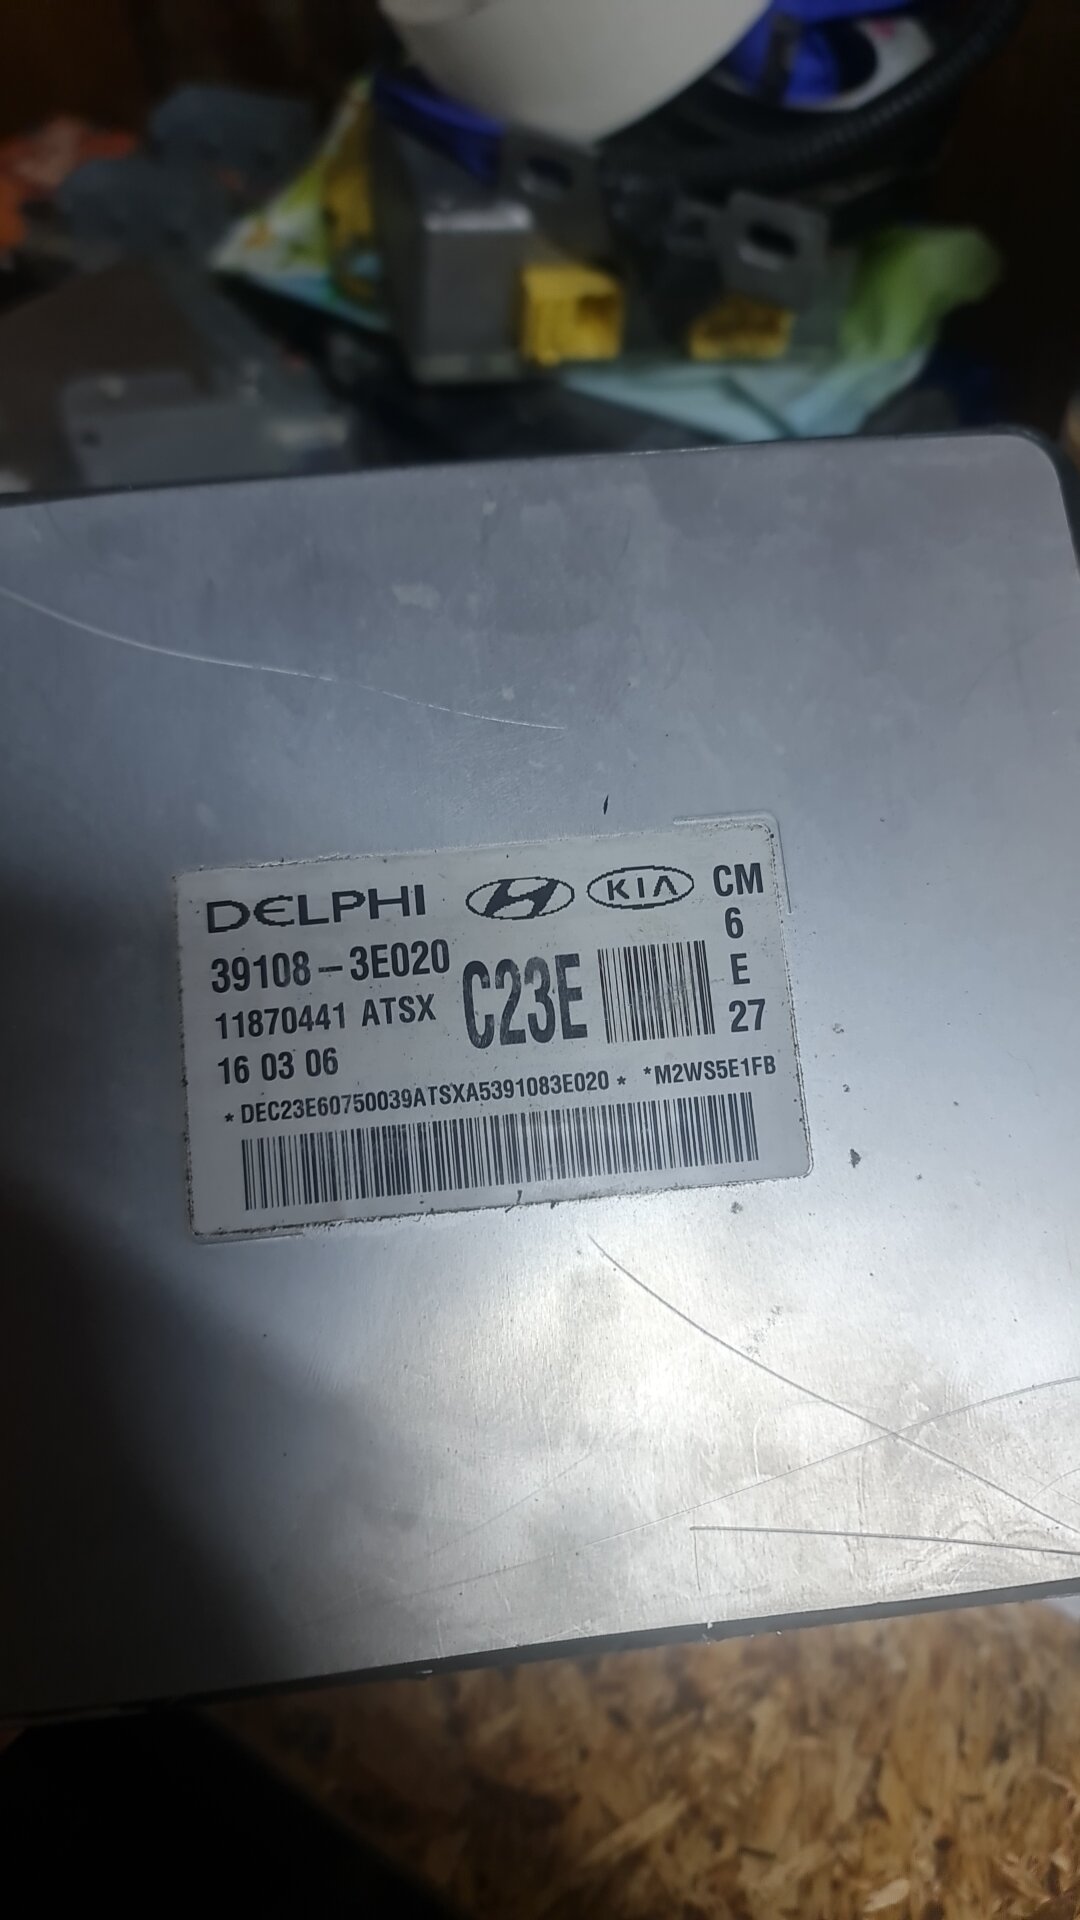 DELPHI KIA CM
6
39108-3E020 C23E E
11870441 ATSX 27
16 03 06
*DEC23E60750039ATSXA5391083E020* *M2WS5E1FB